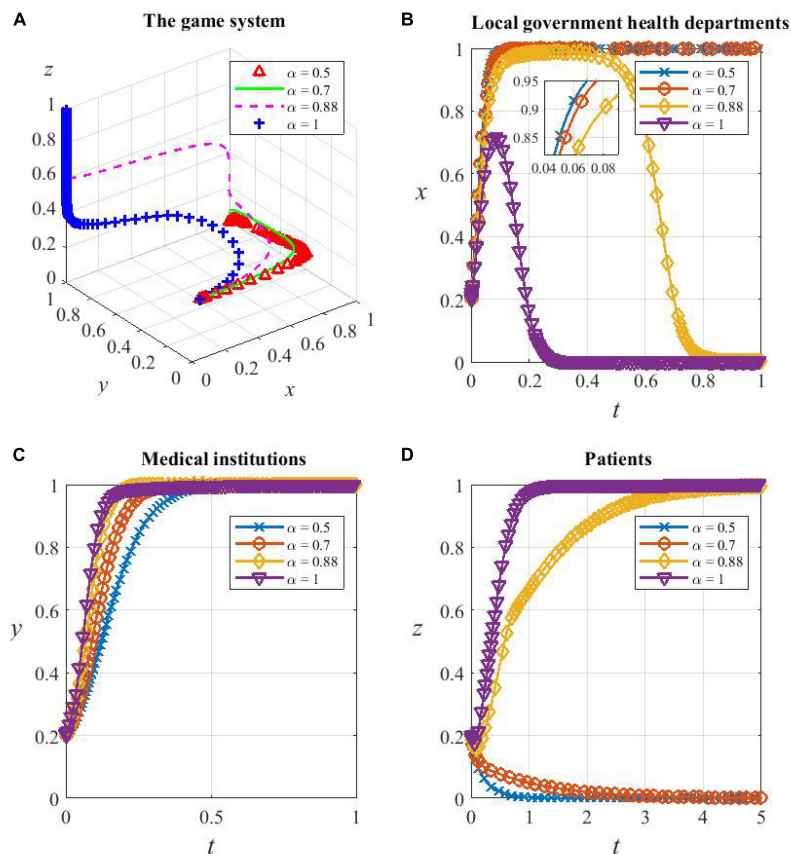 A
The game system
z
1
0.8
0.6
0.4
0.2
0
1
0.8
0.6
0.4
0.2
0
y
0
0.2
0.4
0.6
0.8
1
x
α = 0.5
α = 0.7
α = 0.88
α = 1
B
Local government health departments
1
0.8
0.6
0.4
0.2
0
x
0
0.2
0.4
0.6
0.8
1
t
α = 0.5
α = 0.7
α = 0.88
α = 1
0.95
0.9
0.85
0.04
0.06
0.08
C
Medical institutions
1
0.8
0.6
0.4
0.2
0
y
0
0.5
1
t
α = 0.5
α = 0.7
α = 0.88
α = 1
D
Patients
1
0.8
0.6
0.4
0.2
0
z
0
1
2
3
4
5
t
α = 0.5
α = 0.7
α = 0.88
α = 1